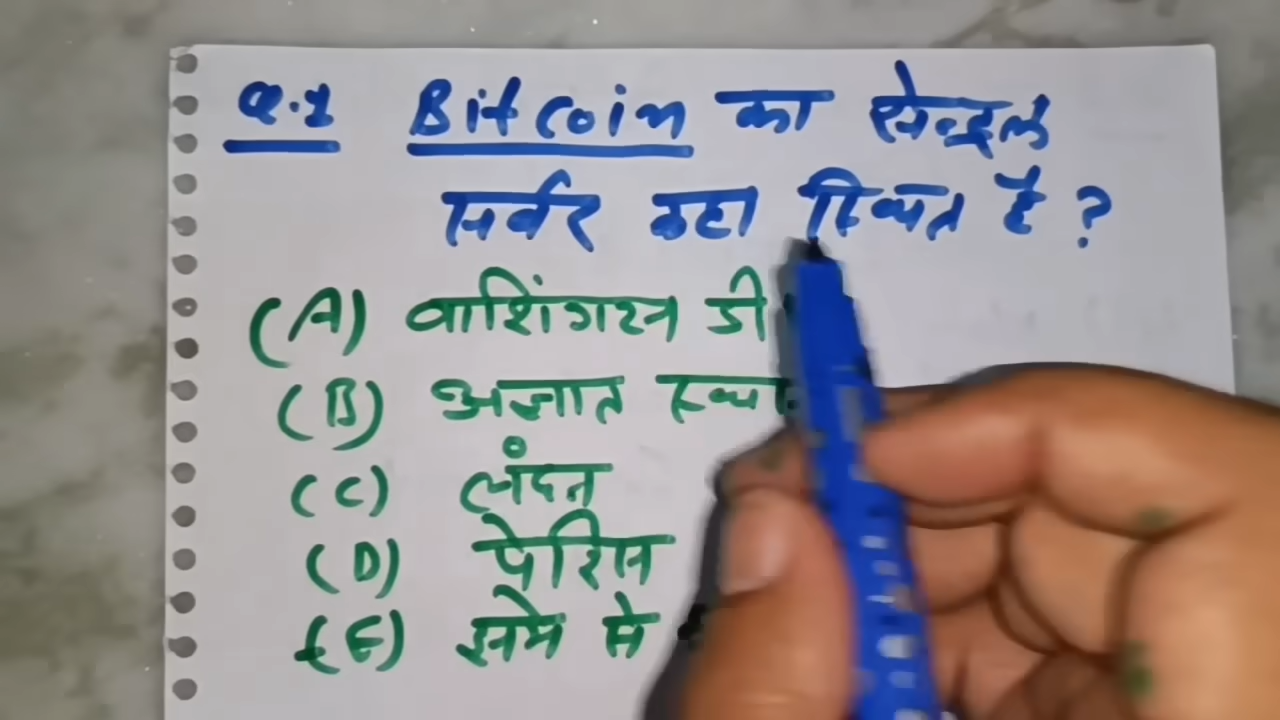 Q.1 Bitcoin का सेन्ट्रल
सर्वर कहा स्थित है ?
(A) वाशिंगटन डी
(B) अज्ञात
(C) लंदन
(D) पेरिस
(E) इनमे से